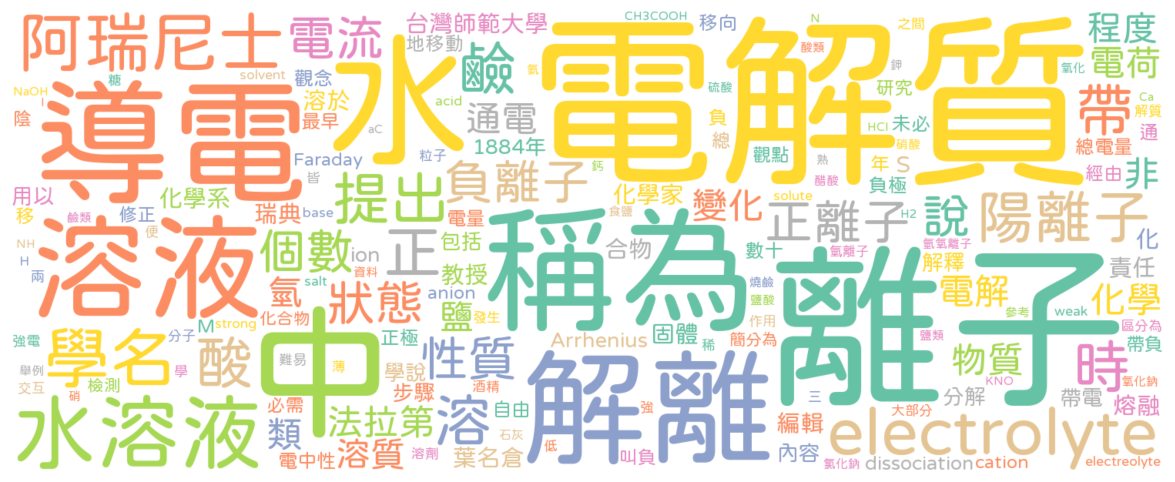 阿瑞尼士
電流
台灣師範大學
CH3COOH
移向
N
之間
程度
地移動
鹼
酸類
鉀
氯化
電荷
糖
solvent
觀念
水
電解質
氨
硫酸
研究
NaOH
I
導電
溶於
acid
通電
負
Ca
解質
帶
陰
最早
aC
1884年
總
觀點
HCl
未必
硝酸
總電量
通
Faraday
粒子
鈣
熟
年
S
經由
皆
提出
負離子
化學家
醋酸
負極
非
用以
化學系
變化
solute
陽離子
鹼類
移
修正
瑞典
base
電量
食鹽
正離子
H2
說
便
溶液
個數
ion
正
包括
稱為
合物
數十
氫氧離子
化
NH
H
兩
資料
教授
氫離子
離子
解釋
責任
salt
氫
狀態
anion
燒鹼
電解
化學
化合物
鹽
鹽酸
參考
M
strong
發生
固體
作用
weak
強電
分子
正極
中
Arrhenius
稀
簡分為
鹽類
區分為
學名
難易
薄
學說
性質
解離
物質
時
帶負
舉例
酸
交互
檢測
學
步驟
酒精
分解
KNO
氧化鈉
硝
必需
溶
自由
三
帶電
熔融
水溶液
類
法拉第
石灰
強
大部分
編輯
electrolyte
電中性
溶質
溶劑
葉名倉
低
叫負
內容
氯化鈉
dissociation
cation
electreolyte